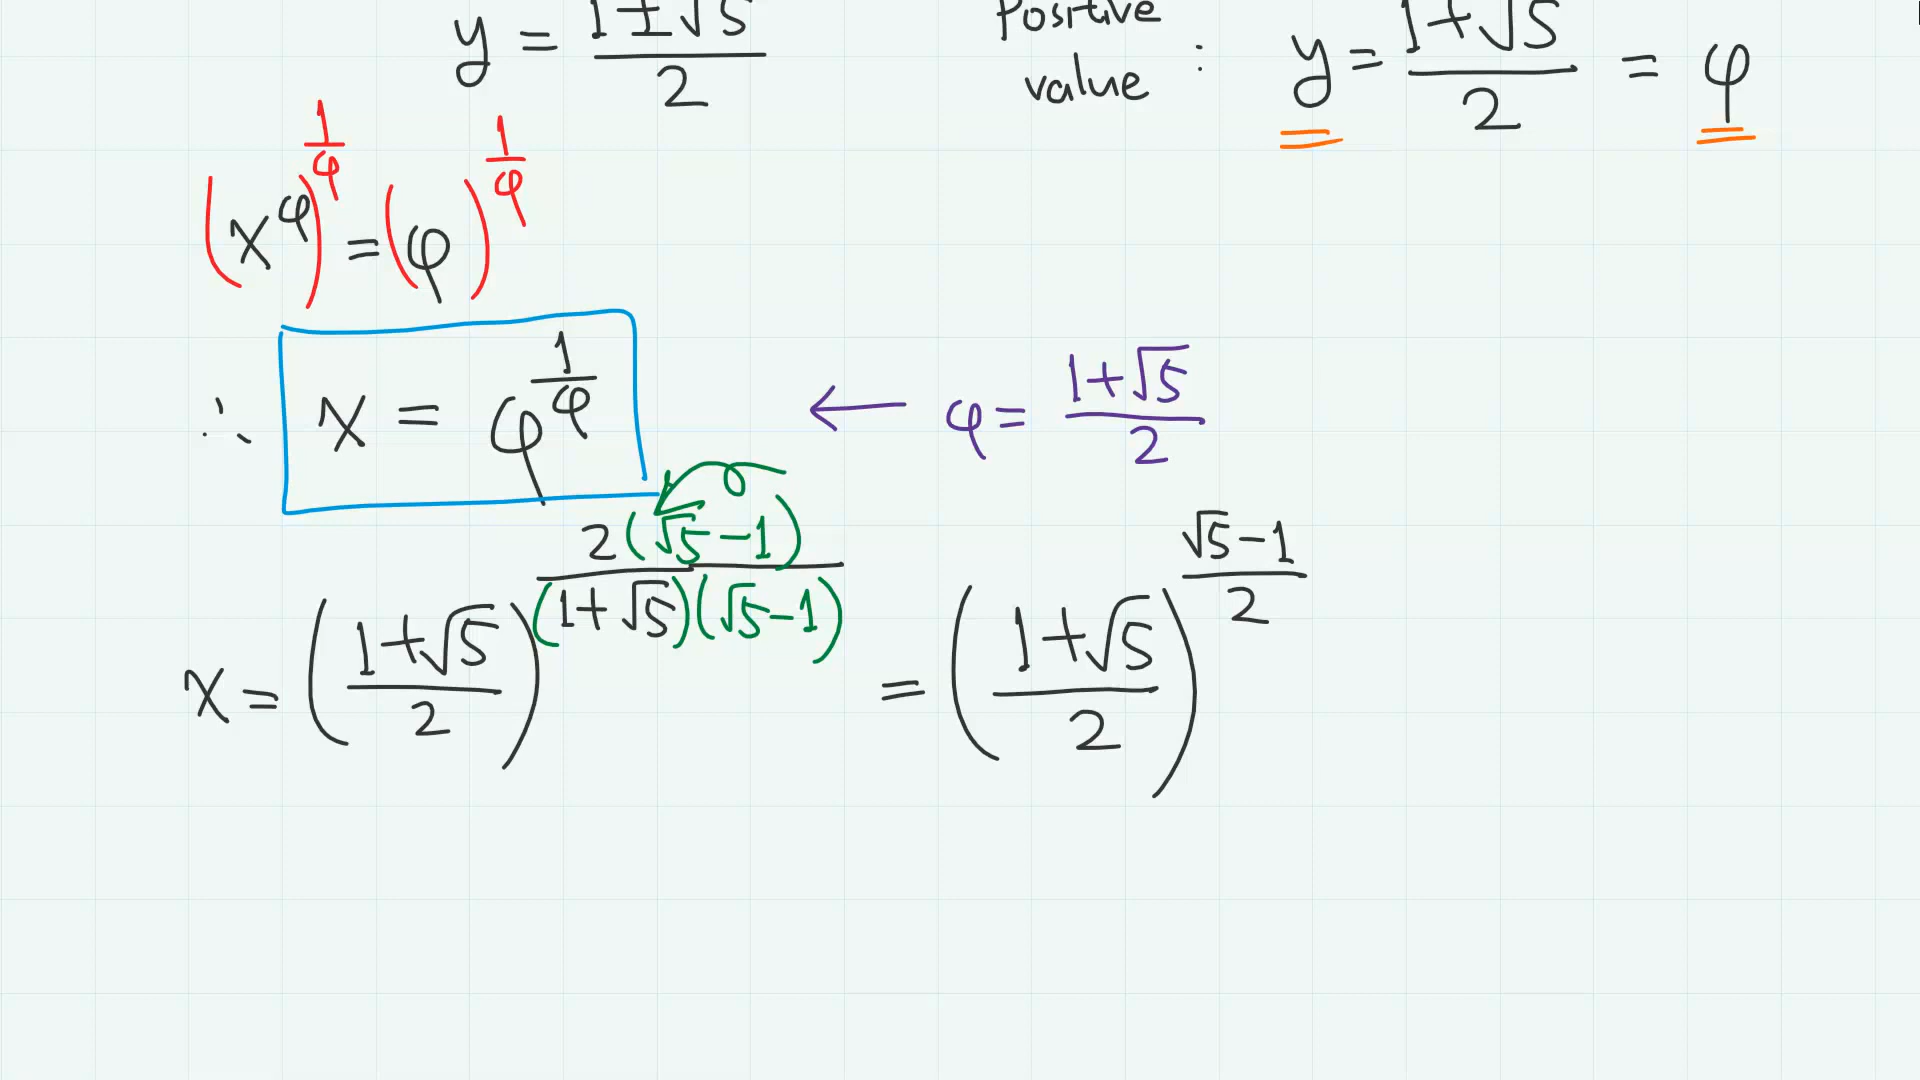 y = (1±√5)/2
Positive value : y = (1+√5)/2 = φ
(x^φ)^(1/φ) = (φ)^(1/φ)
∴ x = φ^(1/φ) ← φ = (1+√5)/2
x = ((1+√5)/2)^(2(√5-1)/((1+√5)(√5-1))) = ((1+√5)/2)^((√5-1)/2)